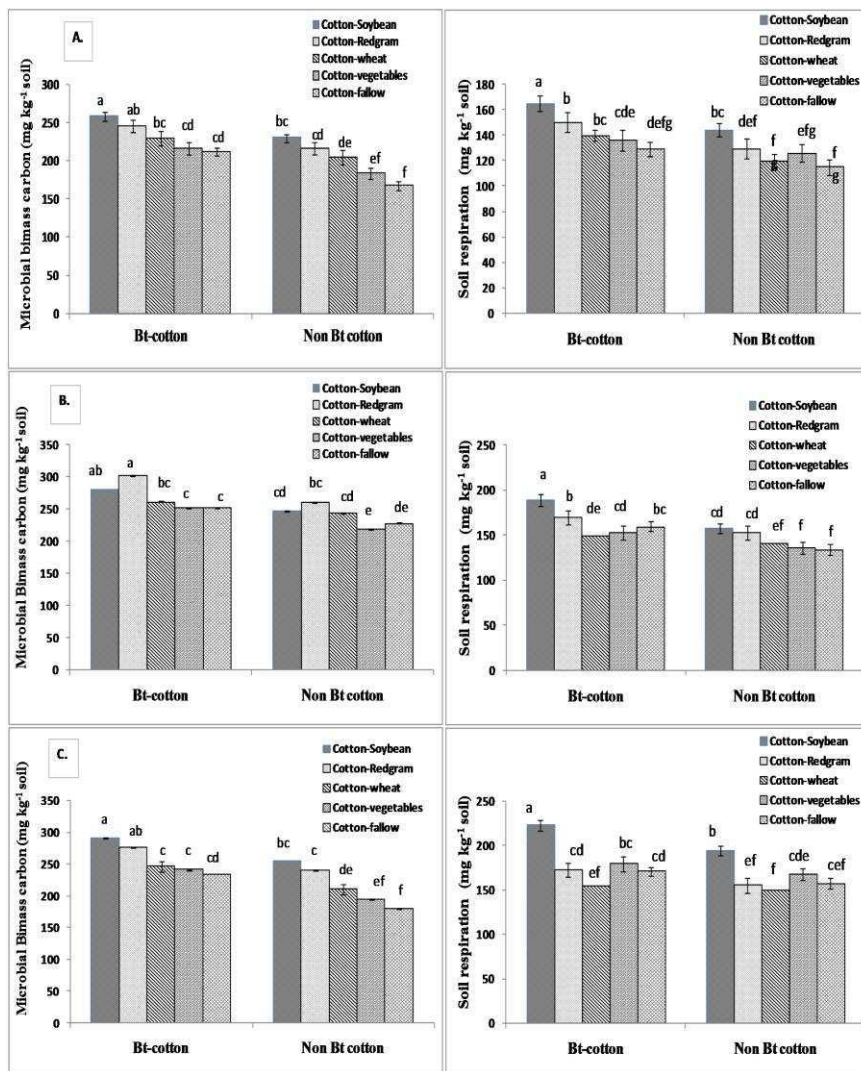 A.
Cotton-Soybean
Cotton-Redgram
Cotton-wheat
Cotton-vegetables
Cotton-fallow
Microbial bimass carbon (mg kg⁻¹ soil)
300
250
200
150
100
50
0
a ab bc cd cd bc cd de ef f
Bt-cotton Non Bt cotton
Cotton-Soybean
Cotton-Redgram
Cotton-wheat
Cotton-vegetables
Cotton-fallow
Soil respiration (mg kg⁻¹ soil)
180
160
140
120
100
80
60
40
20
0
a b bc cde defg bc def f efg f
g g
Bt-cotton Non Bt cotton
B.
Cotton-Soybean
Cotton-Redgram
Cotton-wheat
Cotton-vegetables
Cotton-fallow
Microbial Bimass carbon (mg kg⁻¹ soil)
350
300
250
200
150
100
50
0
ab a bc c c cd bc cd e de
Bt-cotton Non Bt cotton
Cotton-Soybean
Cotton-Redgram
Cotton-wheat
Cotton-vegetables
Cotton-fallow
Soil respiration (mg kg⁻¹ soil)
250
200
150
100
50
0
a b de cd bc cd cd ef f f
Bt-cotton Non Bt cotton
C.
Cotton-Soybean
Cotton-Redgram
Cotton-wheat
Cotton-vegetables
Cotton-fallow
Microbial Bimass carbon (mg kg⁻¹ soil)
350
300
250
200
150
100
50
0
a ab c c cd bc c de ef f
Bt-cotton Non Bt cotton
Cotton-Soybean
Cotton-Redgram
Cotton-wheat
Cotton-vegetables
Cotton-fallow
Soil respiration (mg kg⁻¹ soil)
250
200
150
100
50
0
a cd ef bc cd b ef f cde cef
Bt-cotton Non Bt cotton